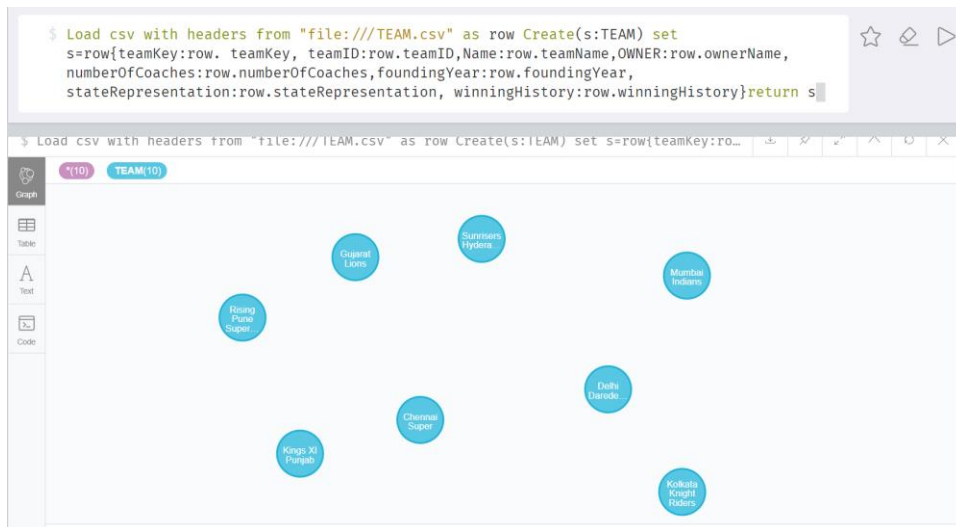 $ Load csv with headers from "file:///TEAM.csv" as row Create(s:TEAM) set
s=row{teamKey:row. teamKey, teamID:row.teamID,Name:row.teamName,OWNER:row.ownerName,
numberOfCoaches:row.numberOfCoaches,foundingYear:row.foundingYear,
stateRepresentation:row.stateRepresentation, winningHistory:row.winningHistory}return s
$ Load csv with headers from "file:///TEAM.csv" as row Create(s:TEAM) set s=row{teamKey:ro…
*(10) TEAM(10)
Graph
Table
A
Text
Code
Sunrisers
Hydera…
Gujarat
Lions
Mumbai
Indians
Rising
Pune
Super…
Delhi
Darede…
Chennai
Super
Kings XI
Punjab
Kolkata
Knight
Riders